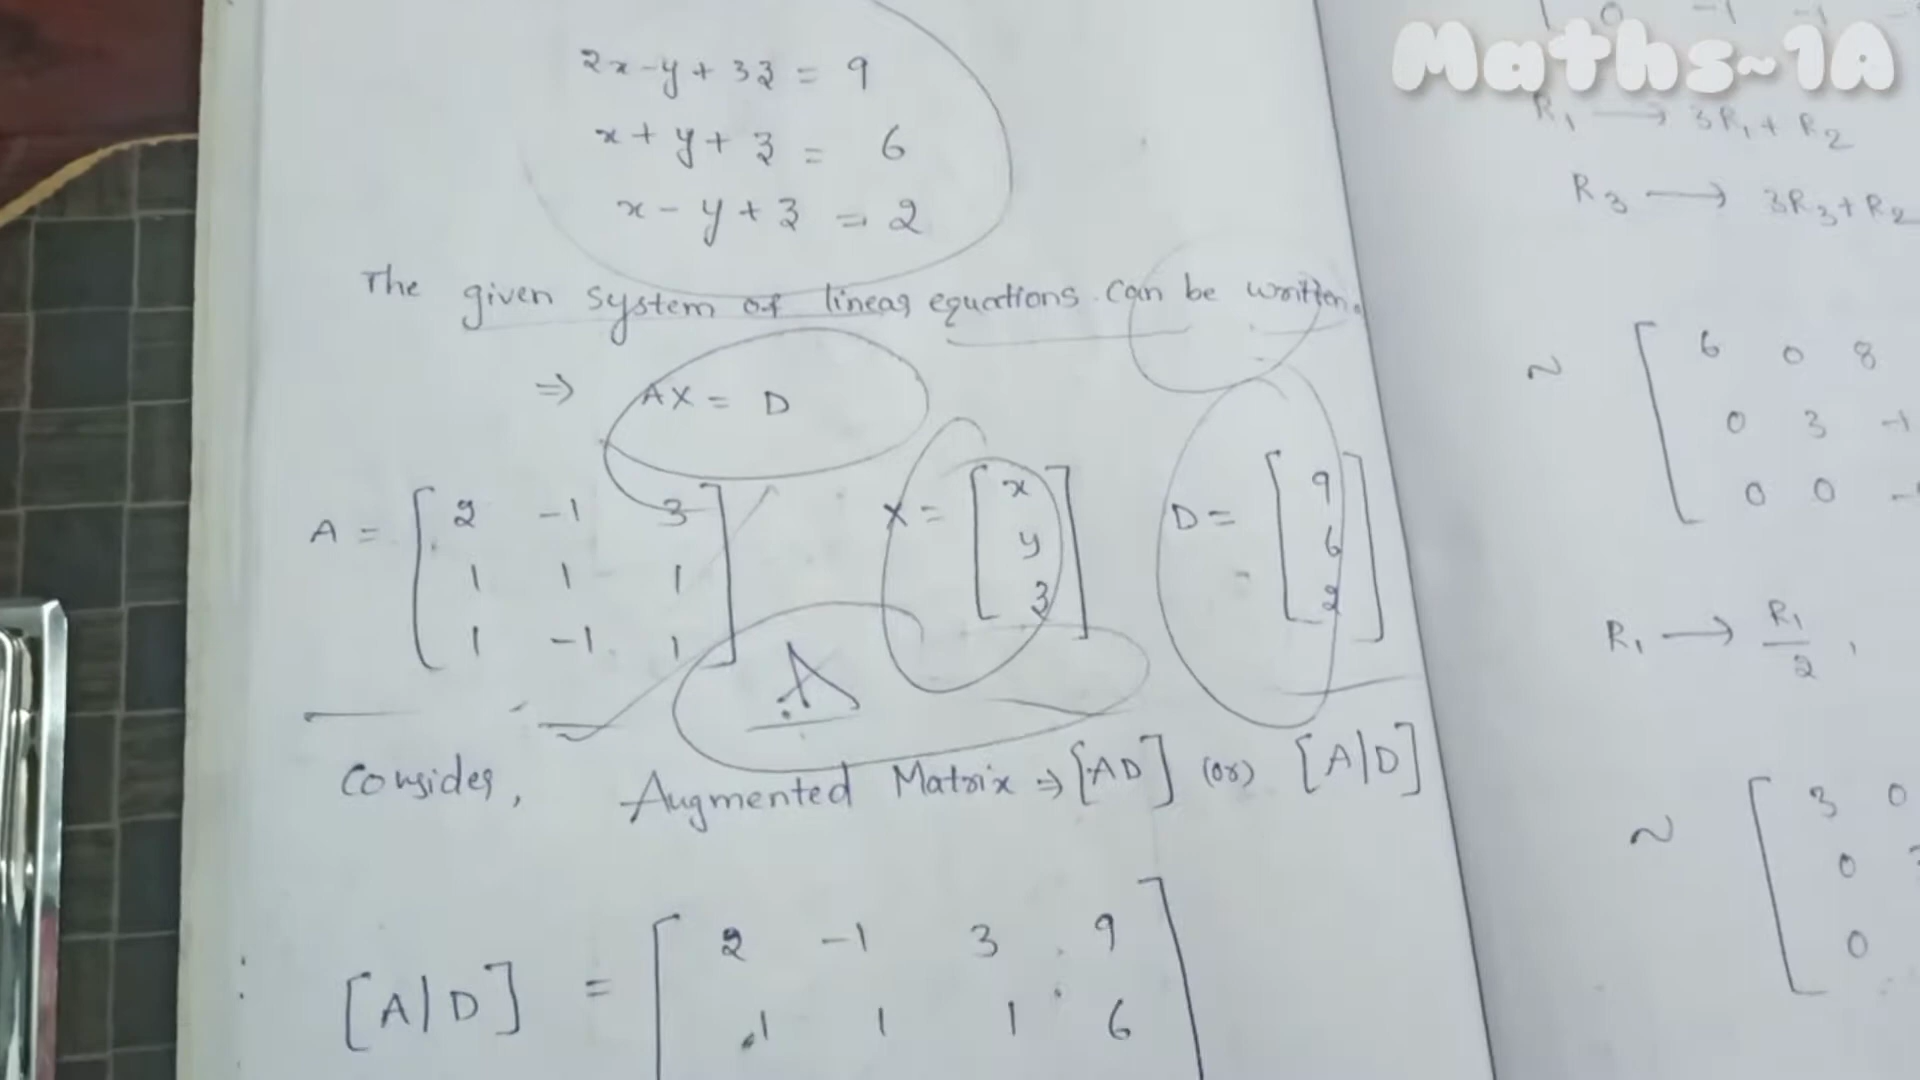 2x-y+3z = 9
x+y+z = 6
x-y+z = 2
The given system of linear equations can be written.
⇒ AX = D
A = [2 -1 3
1 1 1
1 -1 1]
X = [x
y
z]
D = [9
6
2]
A
Consider, Augmented Matrix ⇒ [AD] (or) [A|D]
[A|D] = [2 -1 3 9
1 1 1 6
Maths~1A
R₁ → 3R₁ + R₂
R₃ → 3R₃ + R₂
~ [6 0 8
0 3 -1
0 0
R₁ → R₁/2,
~ [3 0
0
0